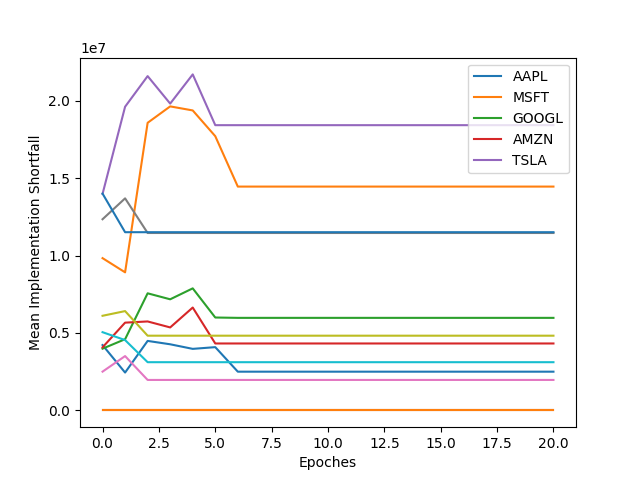 1e7
Mean Implementation Shortfall
2.0
1.5
1.0
0.5
0.0
AAPL
MSFT
GOOGL
AMZN
TSLA
0.0 2.5 5.0 7.5 10.0 12.5 15.0 17.5 20.0
Epoches